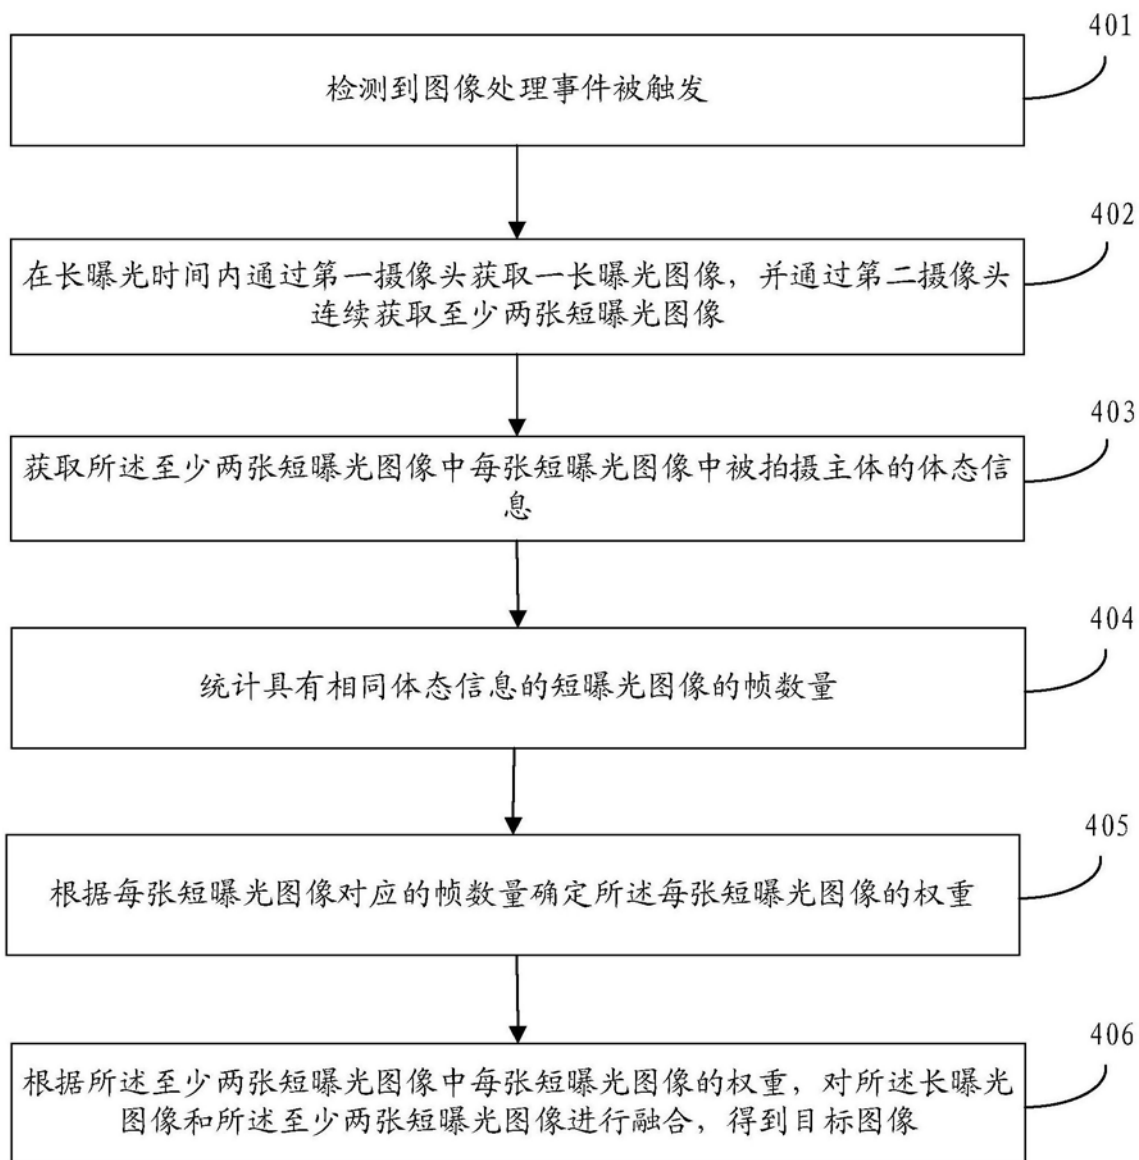 401
检测到图像处理事件被触发
402
在长曝光时间内通过第一摄像头获取一长曝光图像，并通过第二摄像头
连续获取至少两张短曝光图像
403
获取所述至少两张短曝光图像中每张短曝光图像中被拍摄主体的体态信
息
404
统计具有相同体态信息的短曝光图像的帧数量
405
根据每张短曝光图像对应的帧数量确定所述每张短曝光图像的权重
406
根据所述至少两张短曝光图像中每张短曝光图像的权重，对所述长曝光
图像和所述至少两张短曝光图像进行融合，得到目标图像